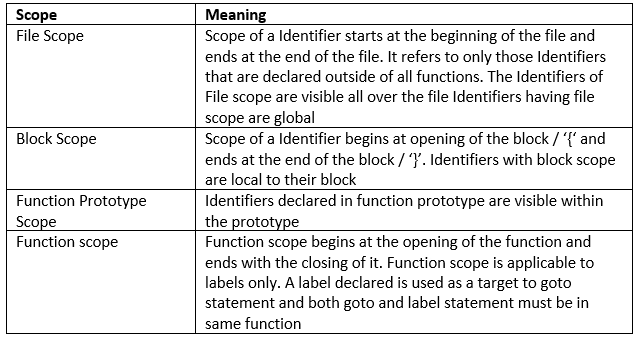 Scope Meaning
File Scope Scope of a Identifier starts at the beginning of the file and
ends at the end of the file. It refers to only those Identifiers
that are declared outside of all functions. The Identifiers of
File scope are visible all over the file Identifiers having file
scope are global
Block Scope Scope of a Identifier begins at opening of the block / ‘{‘ and
ends at the end of the block / ‘}’. Identifiers with block scope
are local to their block
Function Prototype Identifiers declared in function prototype are visible within
Scope the prototype
Function scope Function scope begins at the opening of the function and
ends with the closing of it. Function scope is applicable to
labels only. A label declared is used as a target to goto
statement and both goto and label statement must be in
same function